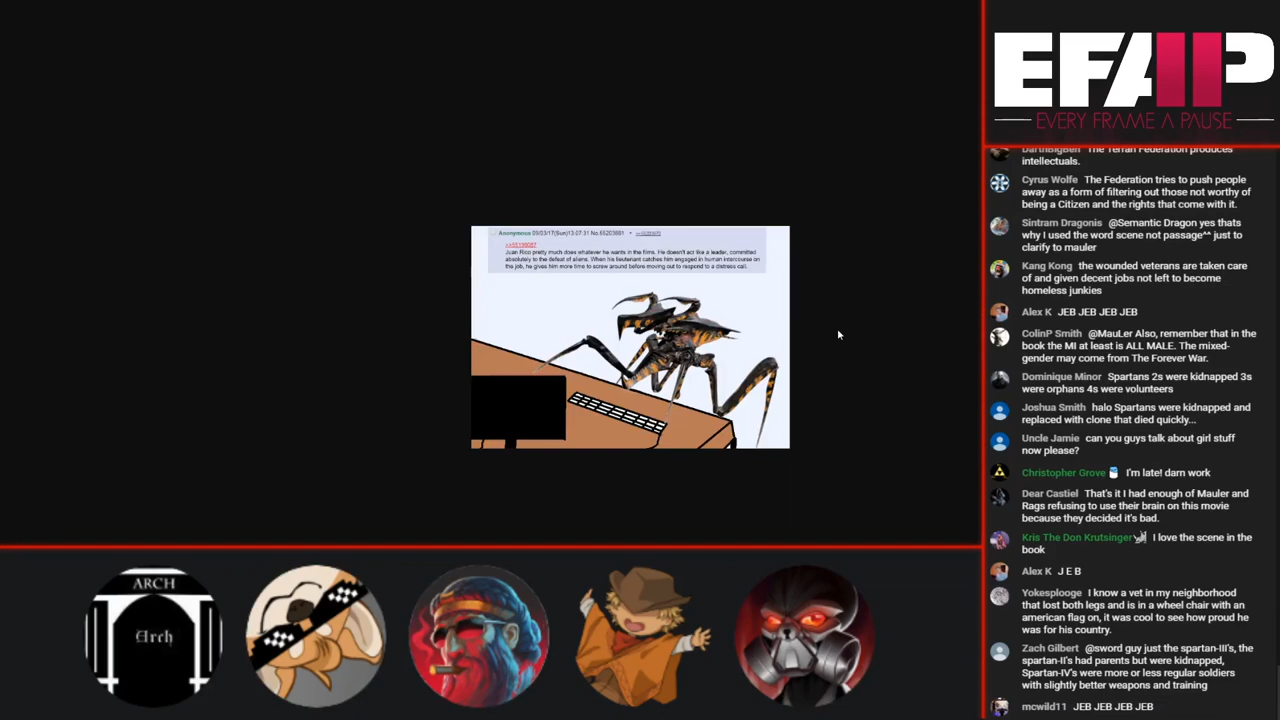 Anonymous 09/03/17(Sun)13:07:31 No.65203881
Juan Rico pretty much does whatever he wants in the films. He doesn't act like a leader, committed
absolutely to the defeat of aliens. When his lieutenant catches him engaged in human intercourse on
the job, he gives him more time to screw around before moving out to respond to a distress call.
ARCH
Arch
EFAP
EVERY FRAME A PAUSE
DarthBigBen The Terran Federation produces
intellectuals.
Cyrus Wolfe The Federation tries to push people
away as a form of filtering out those not worthy of
being a Citizen and the rights that come with it.
Sintram Dragonis @Semantic Dragon yes thats
why I used the word scene not passage^^ just to
clarify to mauler
Kang Kong the wounded veterans are taken care
of and given decent jobs not left to become
homeless junkies
Alex K JEB JEB JEB JEB
ColinP Smith @MauLer Also, remember that in the
book the MI at least is ALL MALE. The mixed-
gender may come from The Forever War.
Dominique Minor Spartans 2s were kidnapped 3s
were orphans 4s were volunteers
Joshua Smith halo Spartans were kidnapped and
replaced with clone that died quickly...
Uncle Jamie can you guys talk about girl stuff
now please?
Christopher Grove I'm late! darn work
Dear Castiel That's it I had enough of Mauler and
Rags refusing to use their brain on this movie
because they decided it's bad.
Kris The Don Krutsinger I love the scene in the
book
Alex K J E B
Yokesplooge I know a vet in my neighborhood
that lost both legs and is in a wheel chair with an
american flag on, it was cool to see how proud he
was for his country.
Zach Gilbert @sword guy just the spartan-III's, the
spartan-II's had parents but were kidnapped,
Spartan-IV's were more or less regular soldiers
with slightly better weapons and training
mcwild11 JEB JEB JEB JEB